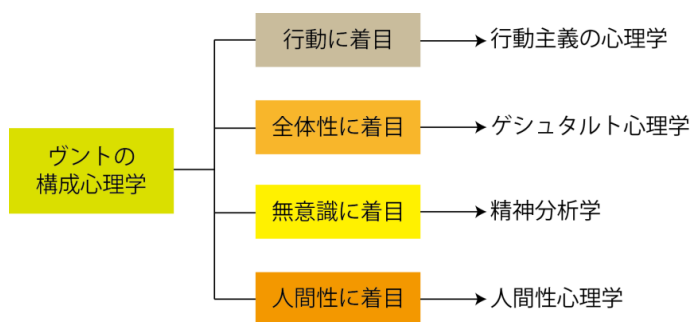 ヴントの
構成心理学
行動に着目
行動主義の心理学
全体性に着目
ゲシュタルト心理学
無意識に着目
精神分析学
人間性に着目
人間性心理学